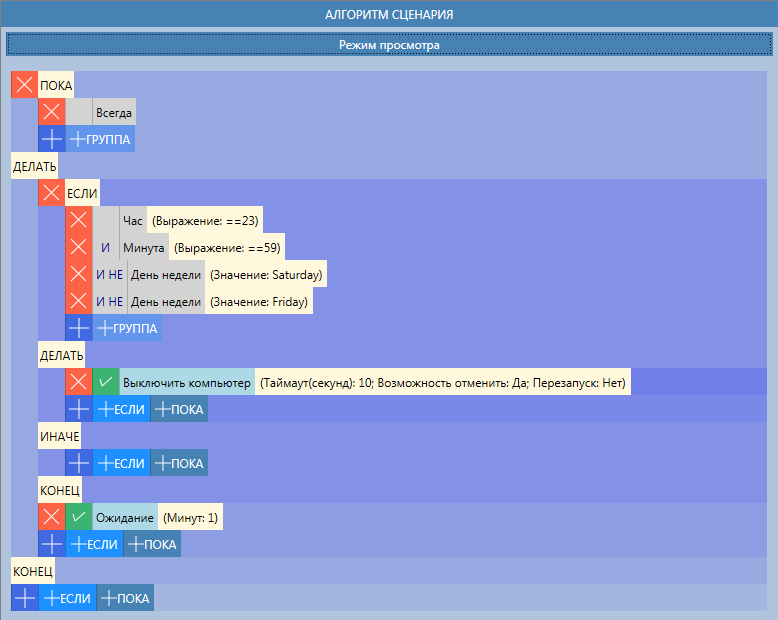 АЛГОРИТМ СЦЕНАРИЯ
Режим просмотра
ПОКА
Всегда
ГРУППА
ДЕЛАТЬ
ЕСЛИ
Час (Выражение: ==23)
И Минута (Выражение: ==59)
И НЕ День недели (Значение: Saturday)
И НЕ День недели (Значение: Friday)
ГРУППА
ДЕЛАТЬ
Выключить компьютер (Таймаут(секунд): 10; Возможность отменить: Да; Перезапуск: Нет)
ЕСЛИ ПОКА
ИНАЧЕ
ЕСЛИ ПОКА
КОНЕЦ
Ожидание (Минут: 1)
ЕСЛИ ПОКА
КОНЕЦ
ЕСЛИ ПОКА